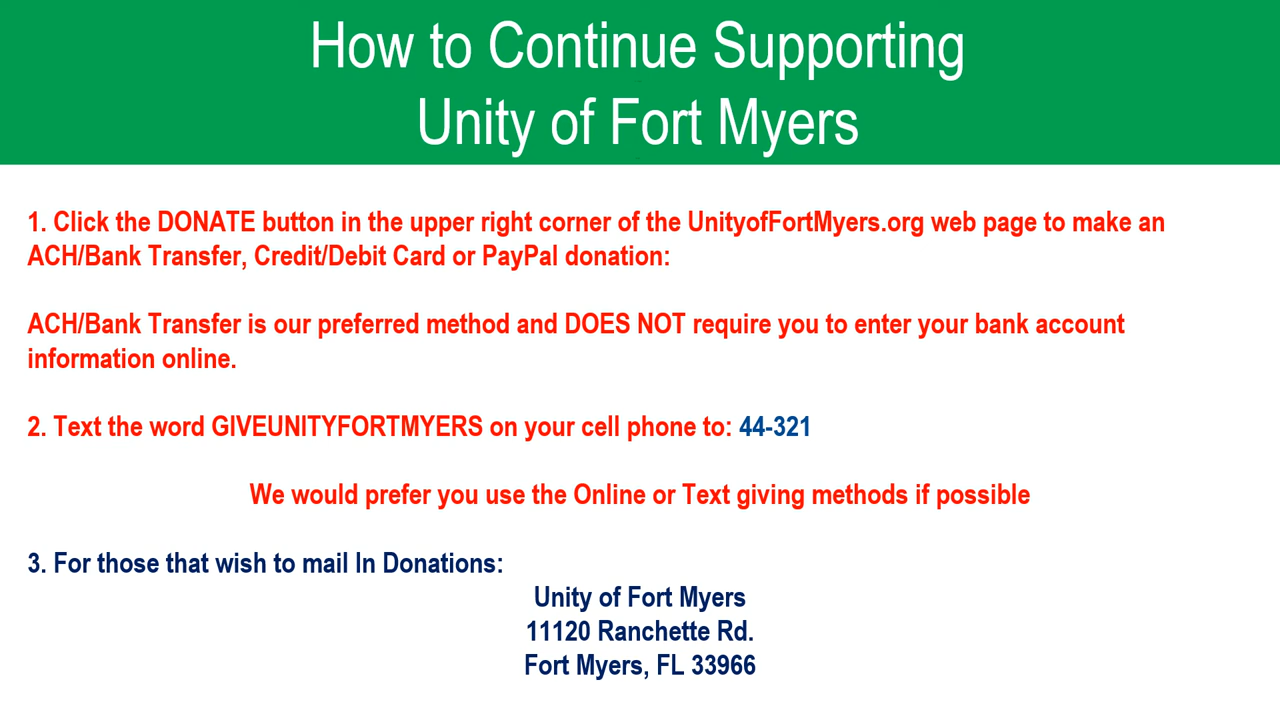 How to Continue Supporting
Unity of Fort Myers
1. Click the DONATE button in the upper right corner of the UnityofFortMyers.org web page to make an
ACH/Bank Transfer, Credit/Debit Card or PayPal donation:
ACH/Bank Transfer is our preferred method and DOES NOT require you to enter your bank account
information online.
2. Text the word GIVEUNITYFORTMYERS on your cell phone to: 44-321
We would prefer you use the Online or Text giving methods if possible
3. For those that wish to mail In Donations:
Unity of Fort Myers
11120 Ranchette Rd.
Fort Myers, FL 33966